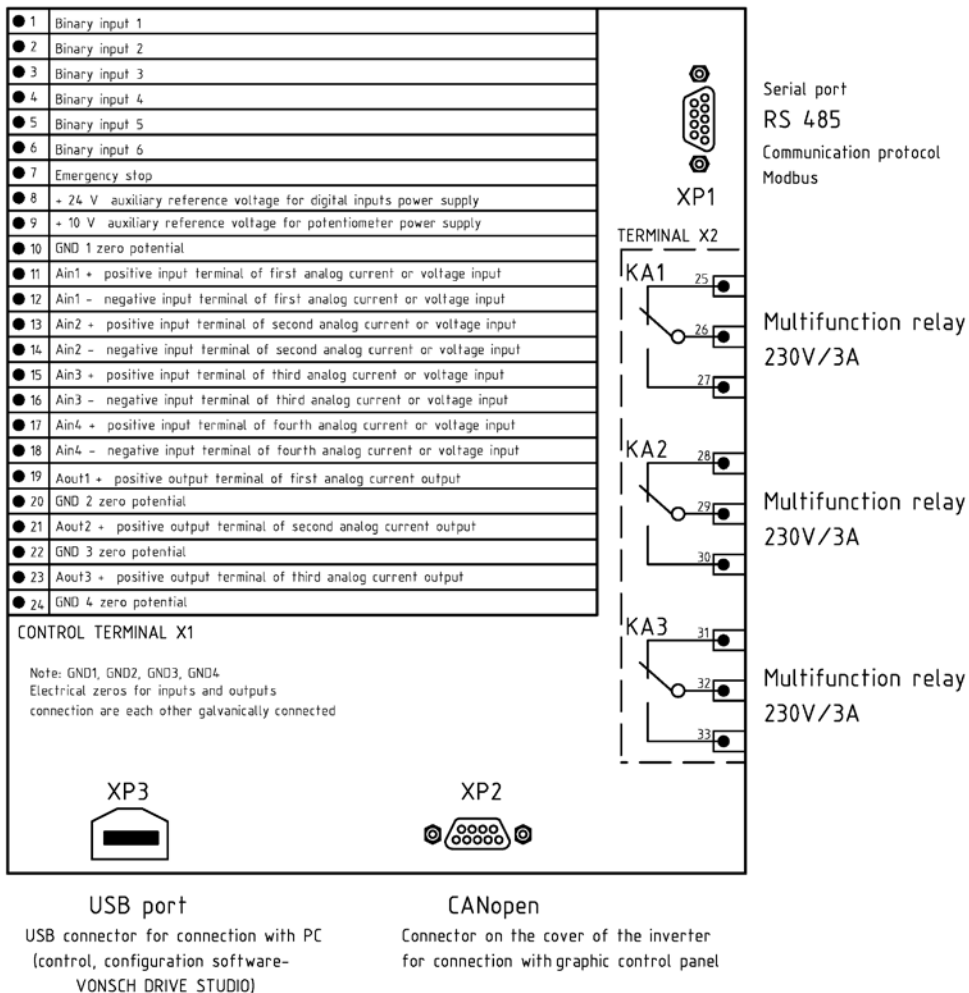 1 Binary input 1
2 Binary input 2
3 Binary input 3
4 Binary input 4
5 Binary input 5
6 Binary input 6
7 Emergency stop
8 + 24 V auxiliary reference voltage for digital inputs power supply
9 + 10 V auxiliary reference voltage for potentiometer power supply
10 GND 1 zero potential
11 Ain1 + positive input terminal of first analog current or voltage input
12 Ain1 - negative input terminal of first analog current or voltage input
13 Ain2 + positive input terminal of second analog current or voltage input
14 Ain2 - negative input terminal of second analog current or voltage input
15 Ain3 + positive input terminal of third analog current or voltage input
16 Ain3 - negative input terminal of third analog current or voltage input
17 Ain4 + positive input terminal of fourth analog current or voltage input
18 Ain4 - negative input terminal of fourth analog current or voltage input
19 Aout1 + positive output terminal of first analog current output
20 GND 2 zero potential
21 Aout2 + positive output terminal of second analog current output
22 GND 3 zero potential
23 Aout3 + positive output terminal of third analog current output
24 GND 4 zero potential
CONTROL TERMINAL X1
Note: GND1, GND2, GND3, GND4
Electrical zeros for inputs and outputs
connection are each other galvanically connected
XP1
Serial port
RS 485
Communication protocol
Modbus
TERMINAL X2
KA1
25
26
27
Multifunction relay
230V/3A
KA2
28
29
30
Multifunction relay
230V/3A
KA3
31
32
33
Multifunction relay
230V/3A
XP3
XP2
USB port
USB connector for connection with PC
(control, configuration software-
VONSCH DRIVE STUDIO)
CANopen
Connector on the cover of the inverter
for connection with graphic control panel